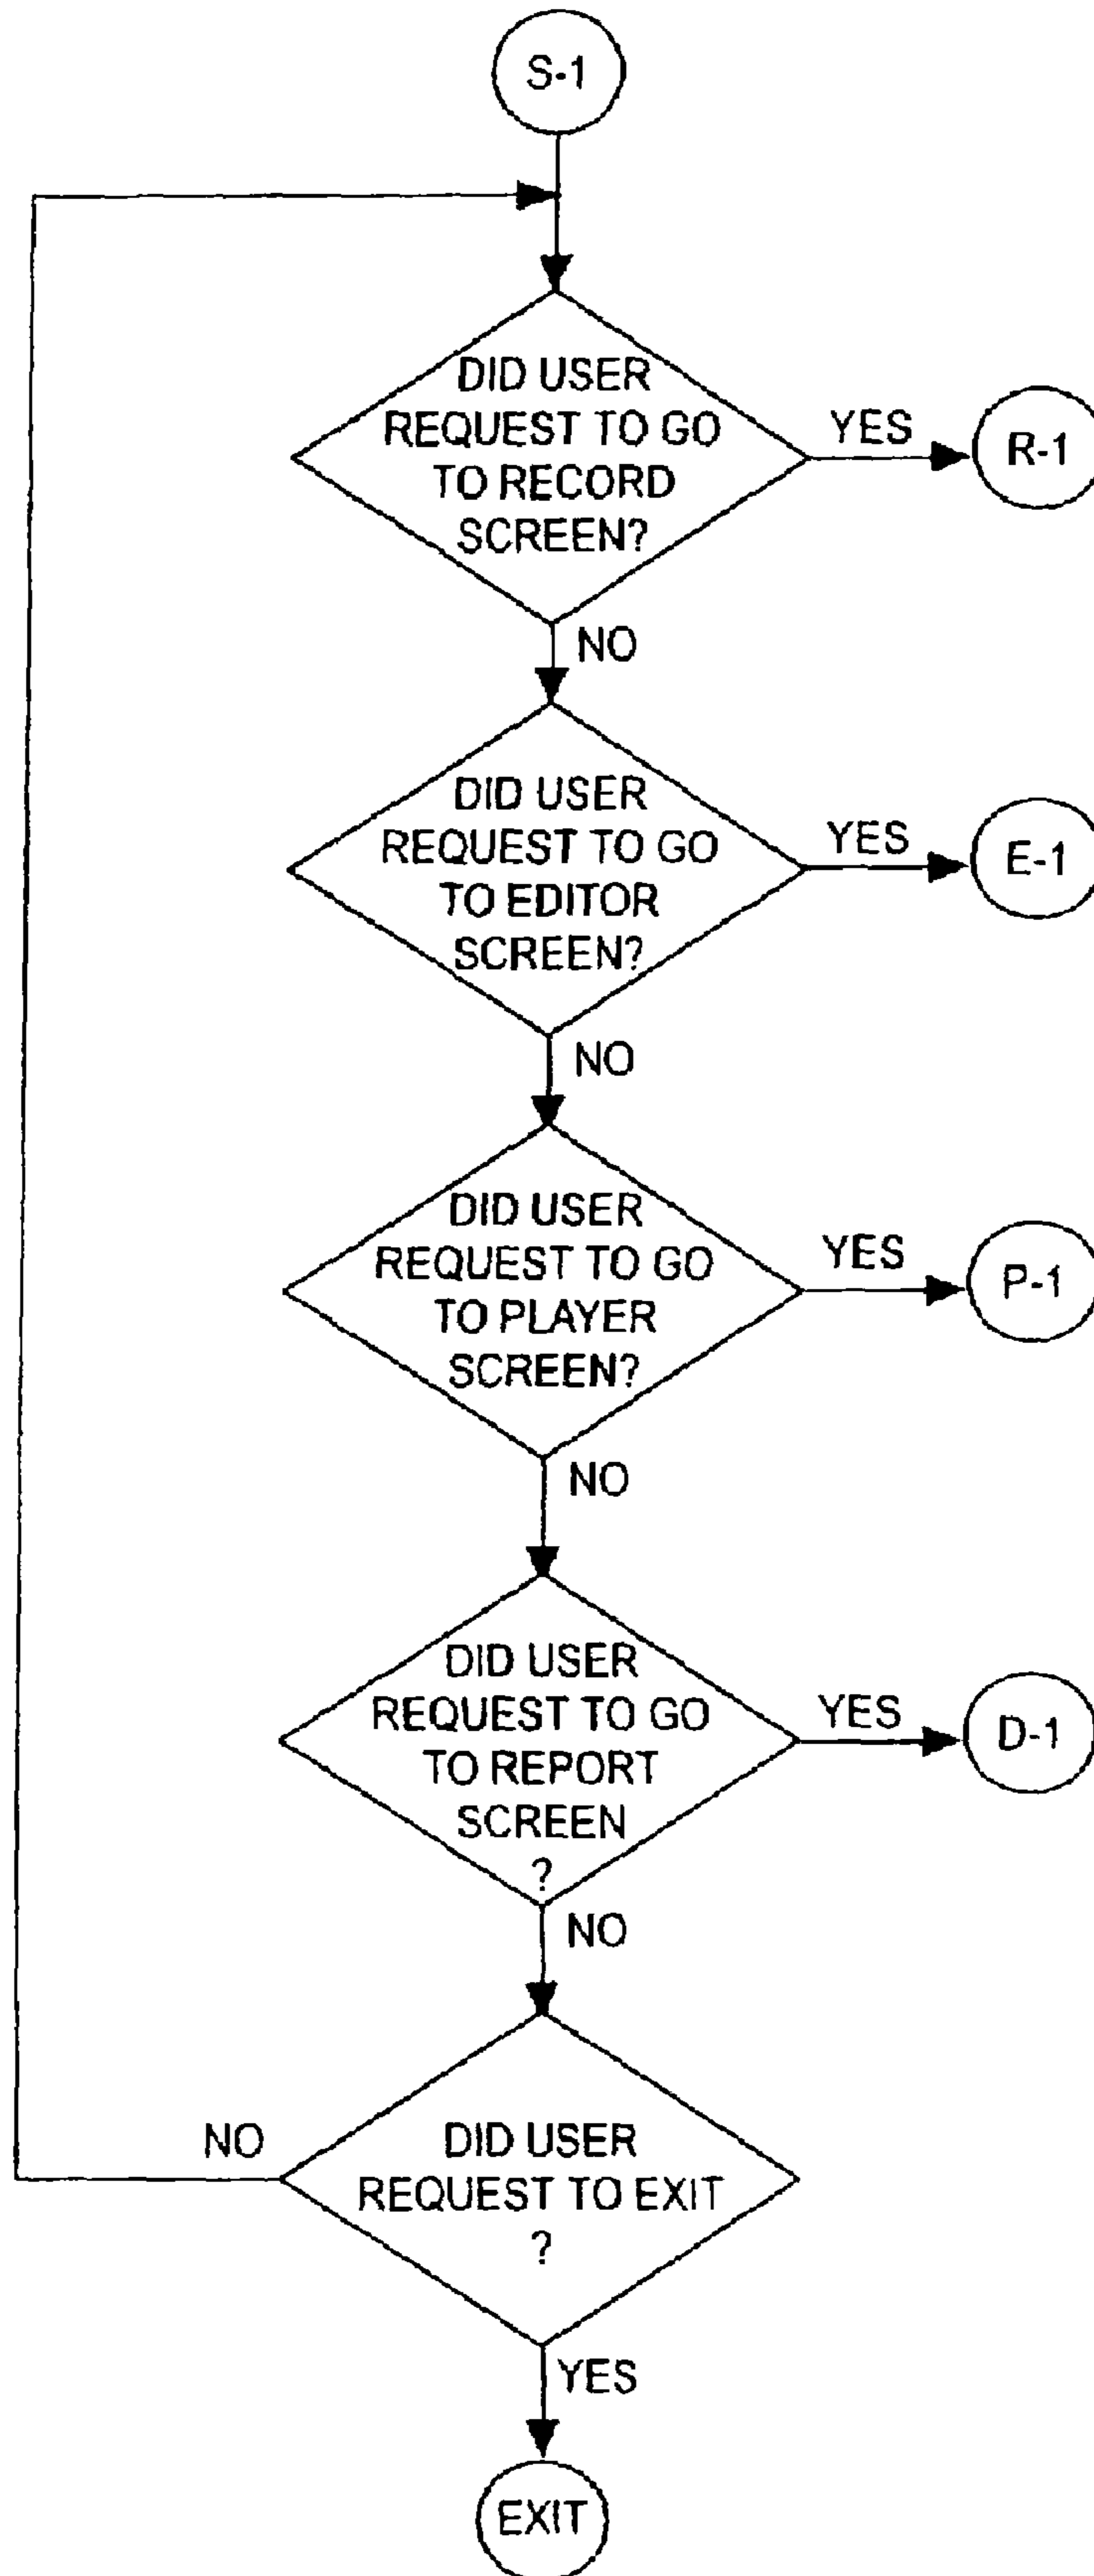 S-1
DID USER
REQUEST TO GO
TO RECORD
SCREEN?
YES
R-1
NO
DID USER
REQUEST TO GO
TO EDITOR
SCREEN?
YES
E-1
NO
DID USER
REQUEST TO GO
TO PLAYER
SCREEN?
YES
P-1
NO
DID USER
REQUEST TO GO
TO REPORT
SCREEN
?
YES
D-1
NO
DID USER
REQUEST TO EXIT
?
NO
YES
EXIT